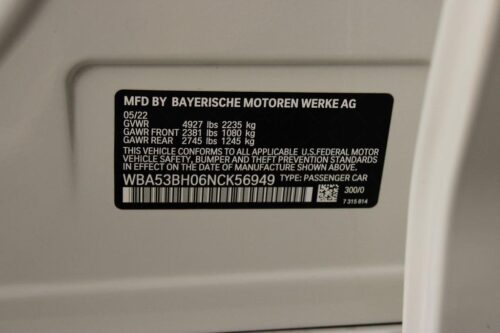 MFD BY BAYERISCHE MOTOREN WERKE AG
05/22
GVWR 4927 lbs 2235 kg
GAWR FRONT 2381 lbs 1080 kg
GAWR REAR 2745 lbs 1245 kg
THIS VEHICLE CONFORMS TO ALL APPLICABLE U.S.FEDERAL MOTOR
VEHICLE SAFETY, BUMPER, AND THEFT PREVENTION STANDARDS
IN EFFECT ON THE DATE OF MANUFACTURE SHOWN ABOVE.
WBA53BH06NCK56949 TYPE: PASSENGER CAR
300/0
7 315 814